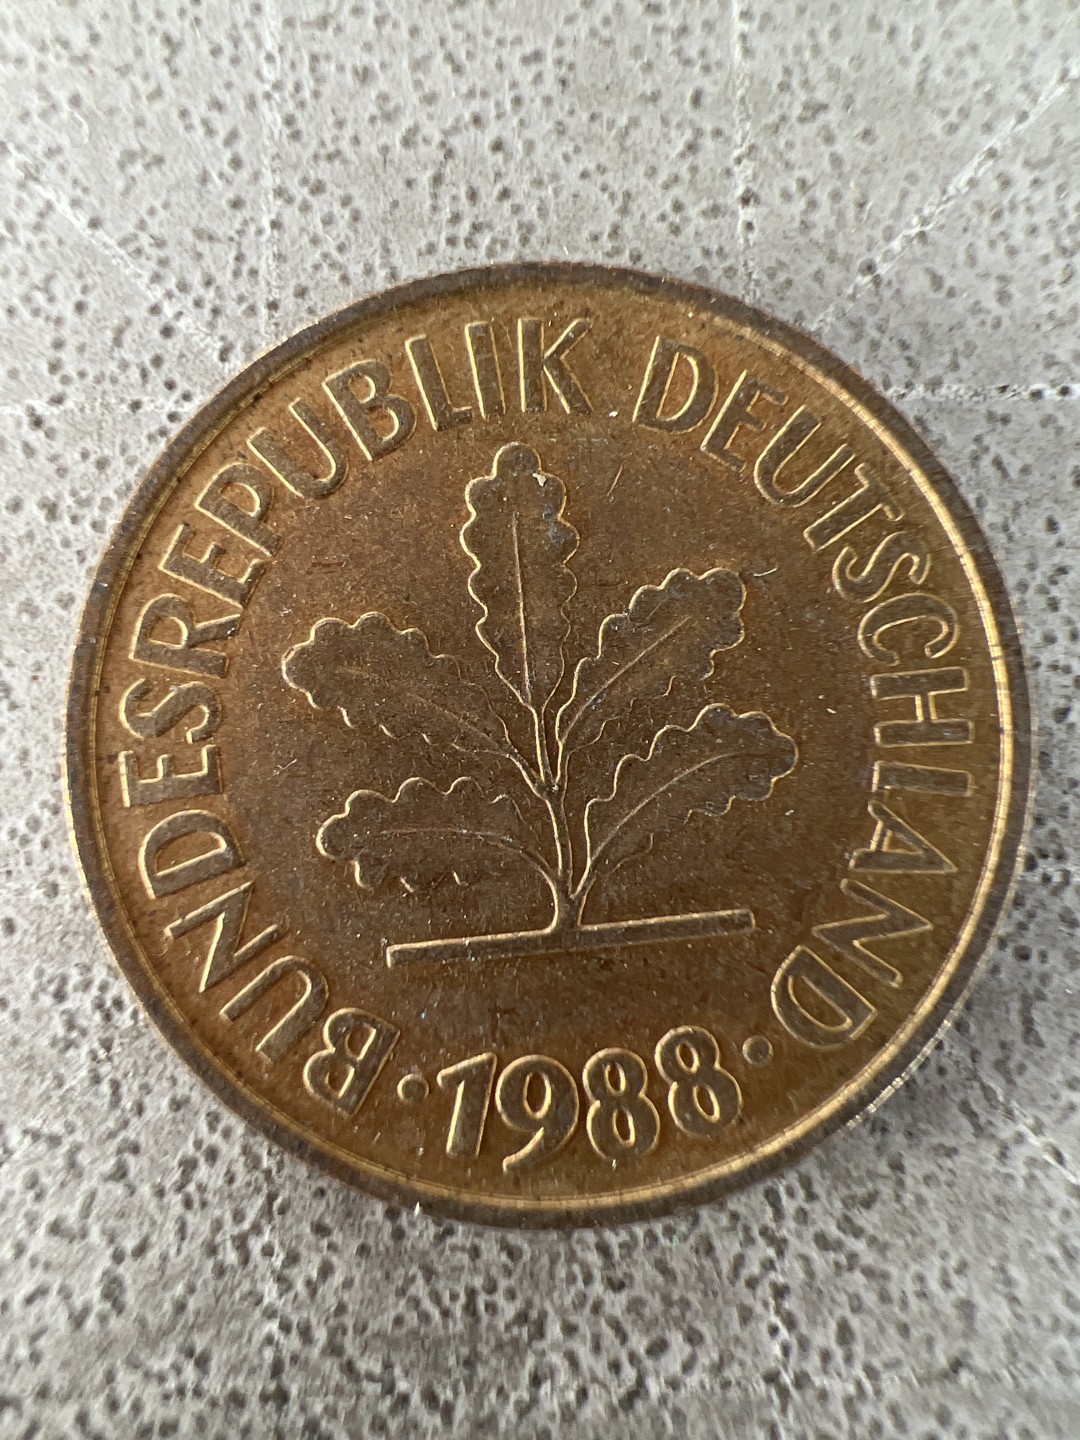 BUNDESREPUBLIK DEUTSCHLAND
· 1988 ·